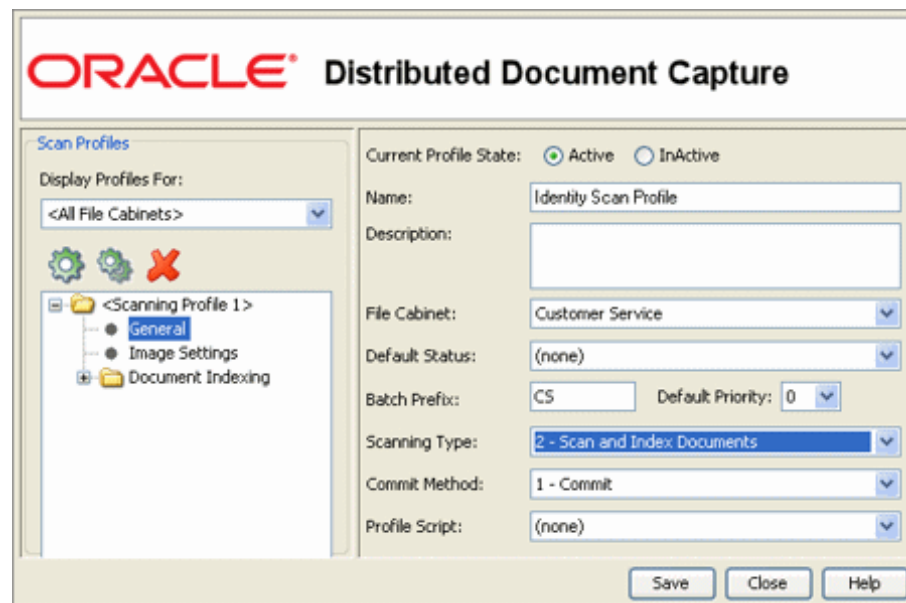 ORACLE® Distributed Document Capture
Scan Profiles
Display Profiles For:
<All File Cabinets>
<Scanning Profile 1>
General
Image Settings
Document Indexing
Current Profile State: Active InActive
Name: Identity Scan Profile
Description:
File Cabinet: Customer Service
Default Status: (none)
Batch Prefix: CS Default Priority: 0
Scanning Type: 2 - Scan and Index Documents
Commit Method: 1 - Commit
Profile Script: (none)
Save Close Help